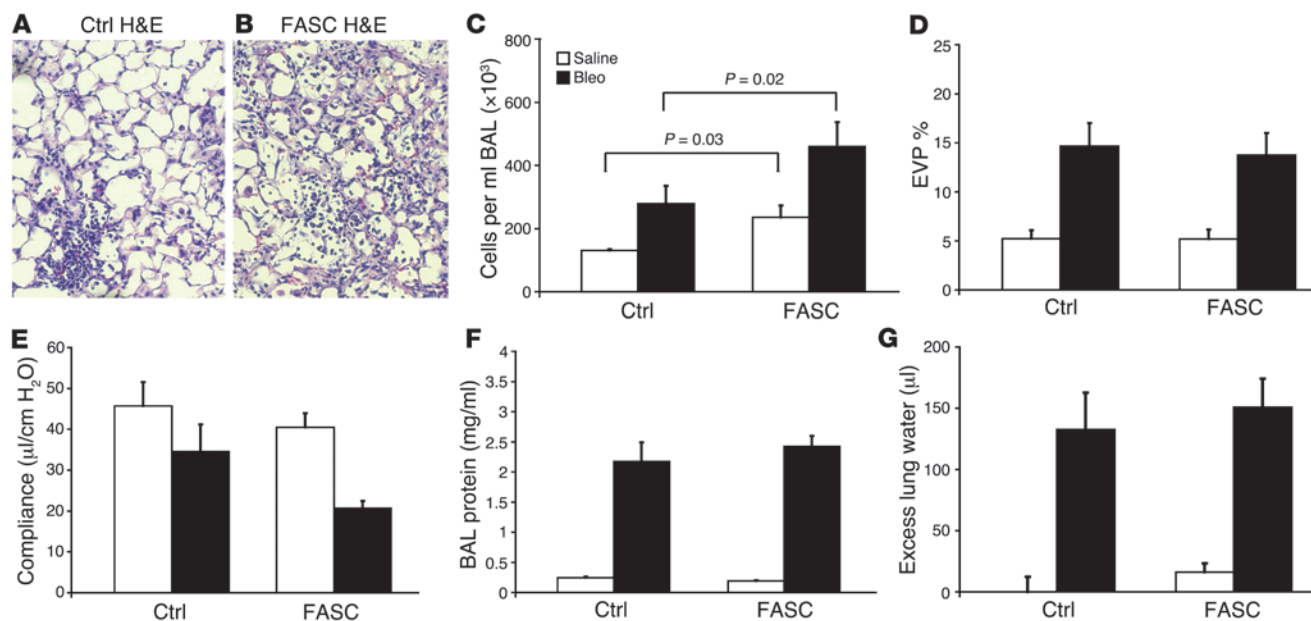 A Ctrl H&E
B FASC H&E
C
Cells per ml BAL (×10³)
800
600
400
200
0
Saline
Bleo
P = 0.02
P = 0.03
Ctrl
FASC
D
EVP %
25
20
15
10
5
0
Ctrl
FASC
E
Compliance (µl/cm H₂O)
60
50
40
30
20
10
0
Ctrl
FASC
F
BAL protein (mg/ml)
4
3.5
3
2.5
2
1.5
1
0.5
0
Ctrl
FASC
G
Excess lung water (µl)
200
150
100
50
0
Ctrl
FASC